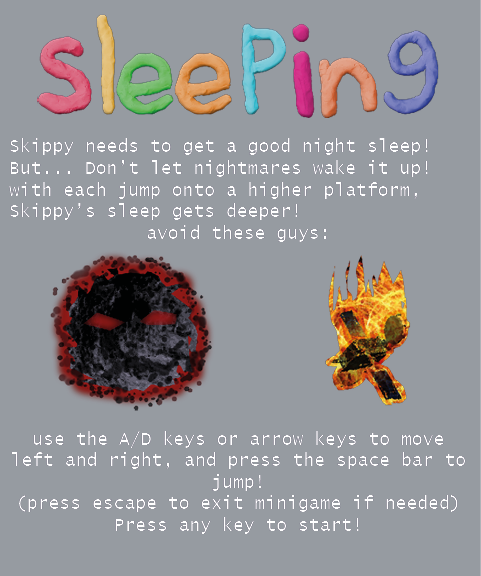 sleePing
Skippy needs to get a good night sleep!
But... Don't let nightmares wake it up!
with each jump onto a higher platform,
Skippy's sleep gets deeper!
avoid these guys:
use the A/D keys or arrow keys to move
left and right, and press the space bar to
jump!
(press escape to exit minigame if needed)
Press any key to start!